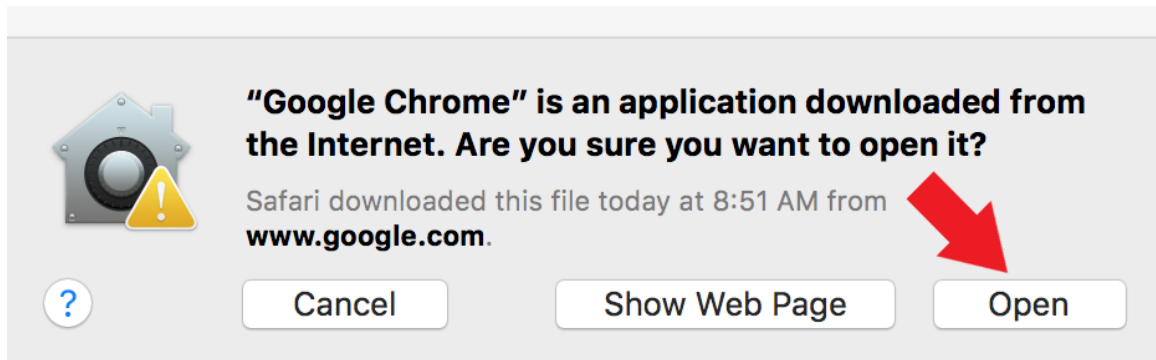 “Google Chrome” is an application downloaded from
the Internet. Are you sure you want to open it?
Safari downloaded this file today at 8:51 AM from
www.google.com.
?
Cancel
Show Web Page
Open